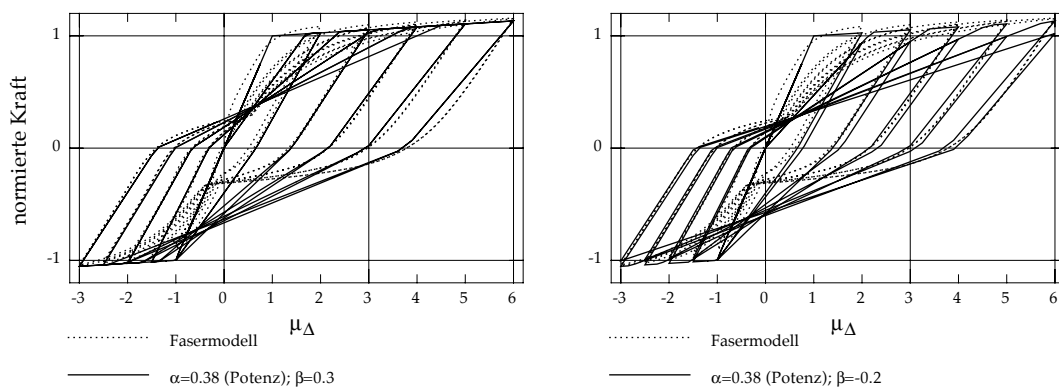 normierte Kraft
1
0
-1
-3 -2 -1 0 1 2 3 4 5 6
μΔ
Fasermodell
α=0.38 (Potenz); β=0.3
1
0
-1
-3 -2 -1 0 1 2 3 4 5 6
μΔ
Fasermodell
α=0.38 (Potenz); β=-0.2